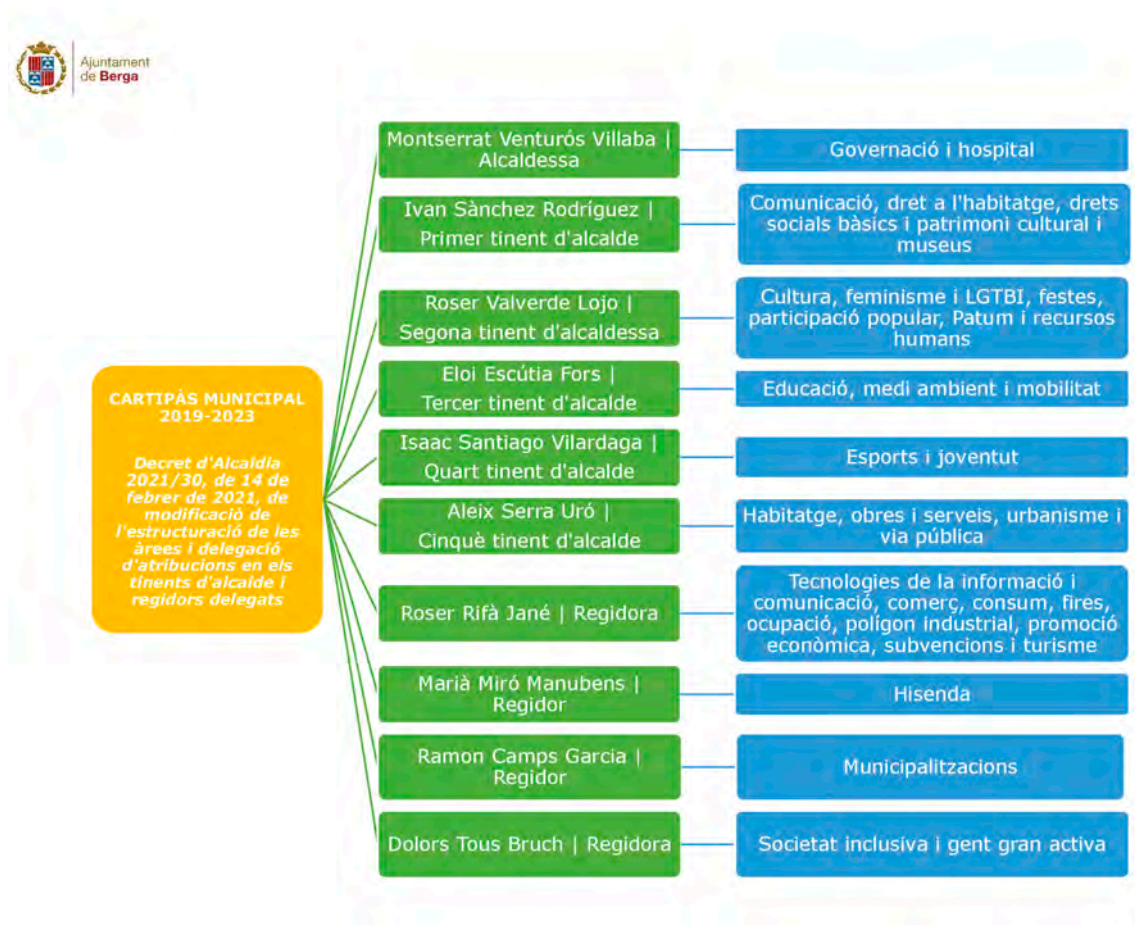 Ajuntament
de Berga
CARTIPÀS MUNICIPAL
2019-2023
Decret d'Alcaldia
2021/30, de 14 de
febrer de 2021, de
modificació de
l'estructuració de les
àrees i delegació
d'atribucions en els
tinents d'alcalde i
regidors delegats
Montserrat Venturós Villaba |
Alcaldessa
Governació i hospital
Ivan Sànchez Rodríguez |
Primer tinent d'alcalde
Comunicació, dret a l'habitatge, drets
socials bàsics i patrimoni cultural i
museus
Roser Valverde Lojo |
Segona tinent d'alcaldessa
Cultura, feminisme i LGTBI, festes,
participació popular, Patum i recursos
humans
Eloi Escútia Fors |
Tercer tinent d'alcalde
Educació, medi ambient i mobilitat
Isaac Santiago Vilardaga |
Quart tinent d'alcalde
Esports i joventut
Aleix Serra Uró |
Cinquè tinent d'alcalde
Habitatge, obres i serveis, urbanisme i
via pública
Roser Rifà Jané | Regidora
Tecnologies de la informació i
comunicació, comerç, consum, fires,
ocupació, polígon industrial, promoció
econòmica, subvencions i turisme
Marià Miró Manubens |
Regidor
Hisenda
Ramon Camps Garcia |
Regidor
Municipalitzacions
Dolors Tous Bruch | Regidora
Societat inclusiva i gent gran activa